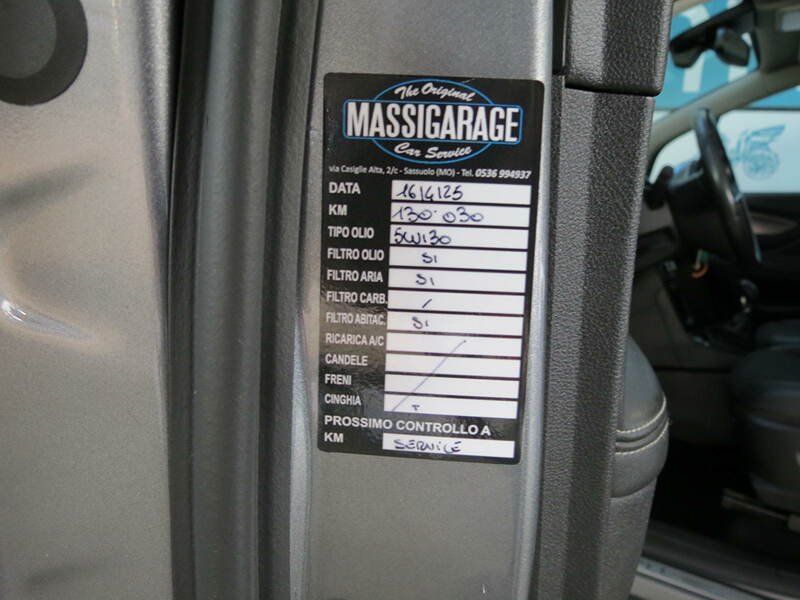 The Original
MASSIGARAGE
Car Service
via Casiglie Alta, 2/c - Sassuolo (MO) - Tel. 0536 994937
DATA 16/4/25
KM 130.030
TIPO OLIO 5W30
FILTRO OLIO SI
FILTRO ARIA SI
FILTRO CARB. /
FILTRO ABITAC. SI
RICARICA A/C
CANDELE
FRENI
CINGHIA
PROSSIMO CONTROLLO A
KM SERVICE